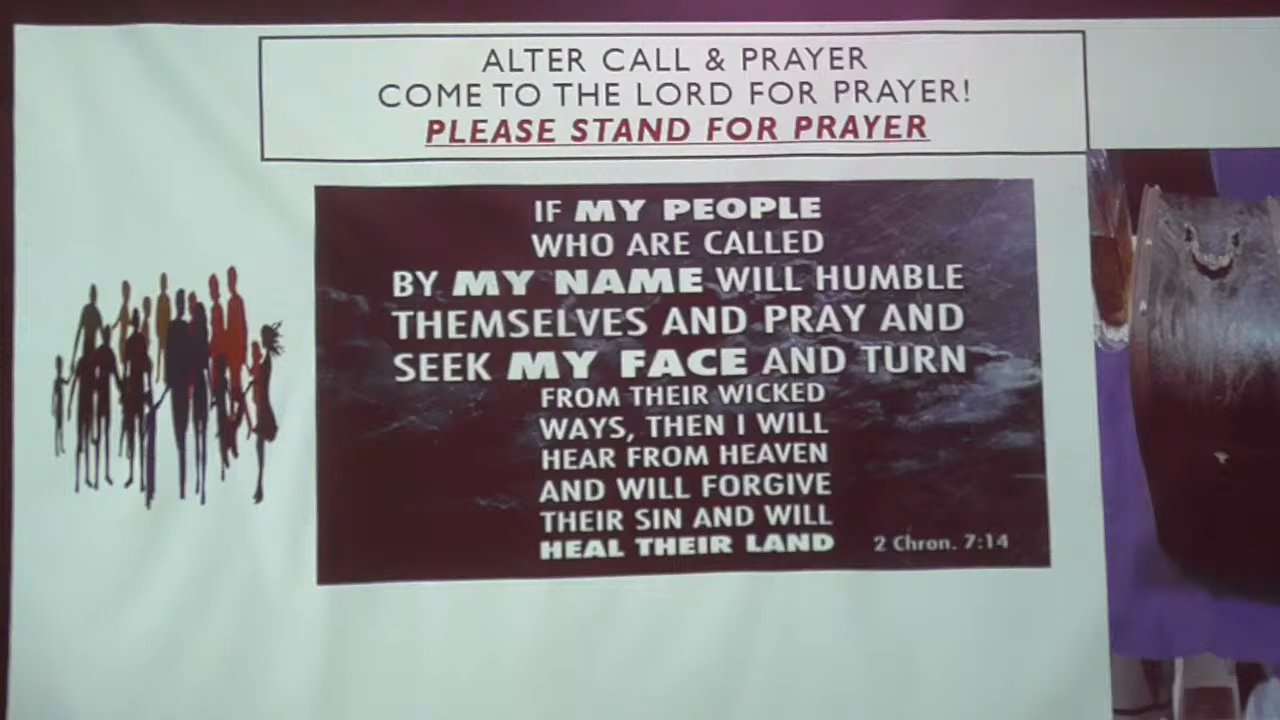 ALTER CALL & PRAYER
COME TO THE LORD FOR PRAYER!
PLEASE STAND FOR PRAYER
IF MY PEOPLE
WHO ARE CALLED
BY MY NAME WILL HUMBLE
THEMSELVES AND PRAY AND
SEEK MY FACE AND TURN
FROM THEIR WICKED
WAYS, THEN I WILL
HEAR FROM HEAVEN
AND WILL FORGIVE
THEIR SIN AND WILL
HEAL THEIR LAND
2 Chron. 7:14